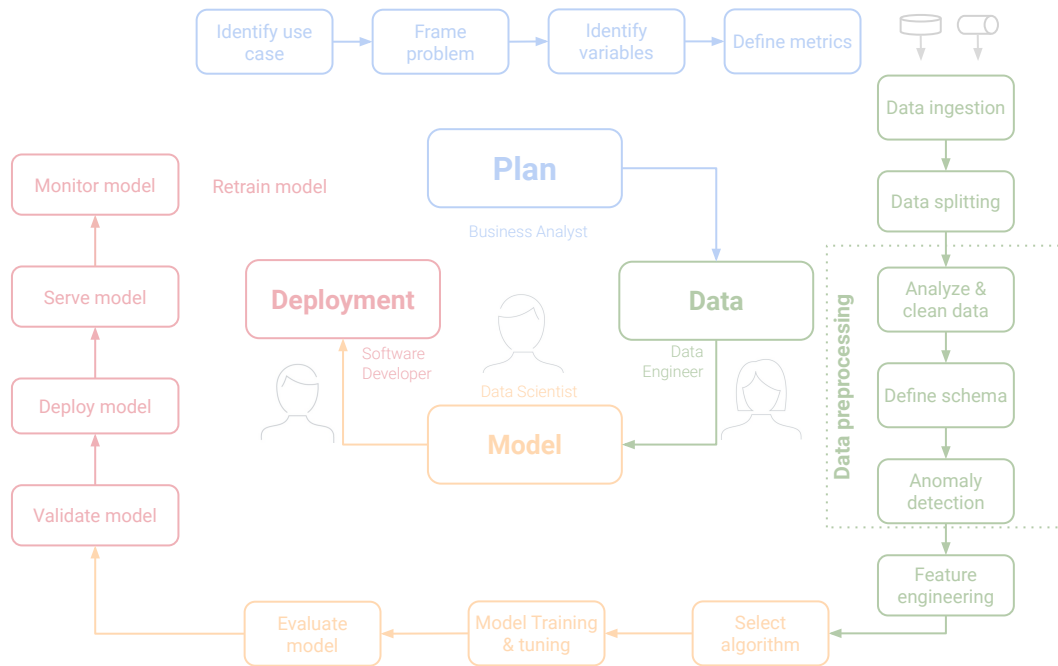 Identify use
case
Frame
problem
Identify
variables
Define metrics
Data ingestion
Data splitting
Data preprocessing
Analyze &
clean data
Define schema
Anomaly
detection
Feature
engineering
Select
algorithm
Model Training
& tuning
Evaluate
model
Validate model
Deploy model
Serve model
Monitor model
Retrain model
Plan
Business Analyst
Data
Data
Engineer
Model
Data Scientist
Deployment
Software
Developer